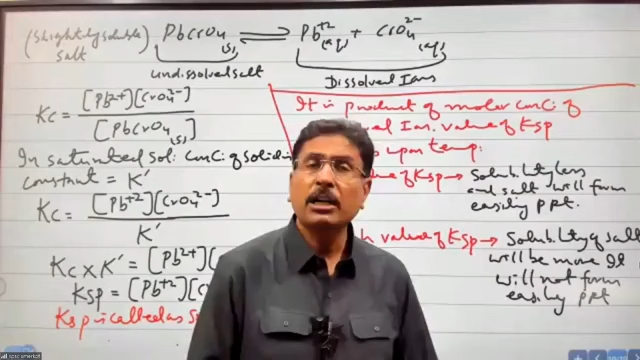 (Slightly soluble salt) PbCrO₄(s) ⇌ Pb⁺²(aq) + CrO₄²⁻(aq)
undissolved salt
Dissolved Ions
Kc = [Pb²⁺][CrO₄²⁻] / [PbCrO₄(s)]
In saturated sol: conc: of solid
constant = K'
Kc = [Pb⁺²][CrO₄²⁻] / K'
Kc x K' = [Pb²⁺][
Ksp = [Pb⁺²][
Ksp is called as S
It is product of molar conc: of
Ion. value of Ksp
upon temp:
value of Ksp → Solubility less
and salt will form
easily ppt.
value of Ksp → Solubility of salt
will be more It
will not form
easily ppt